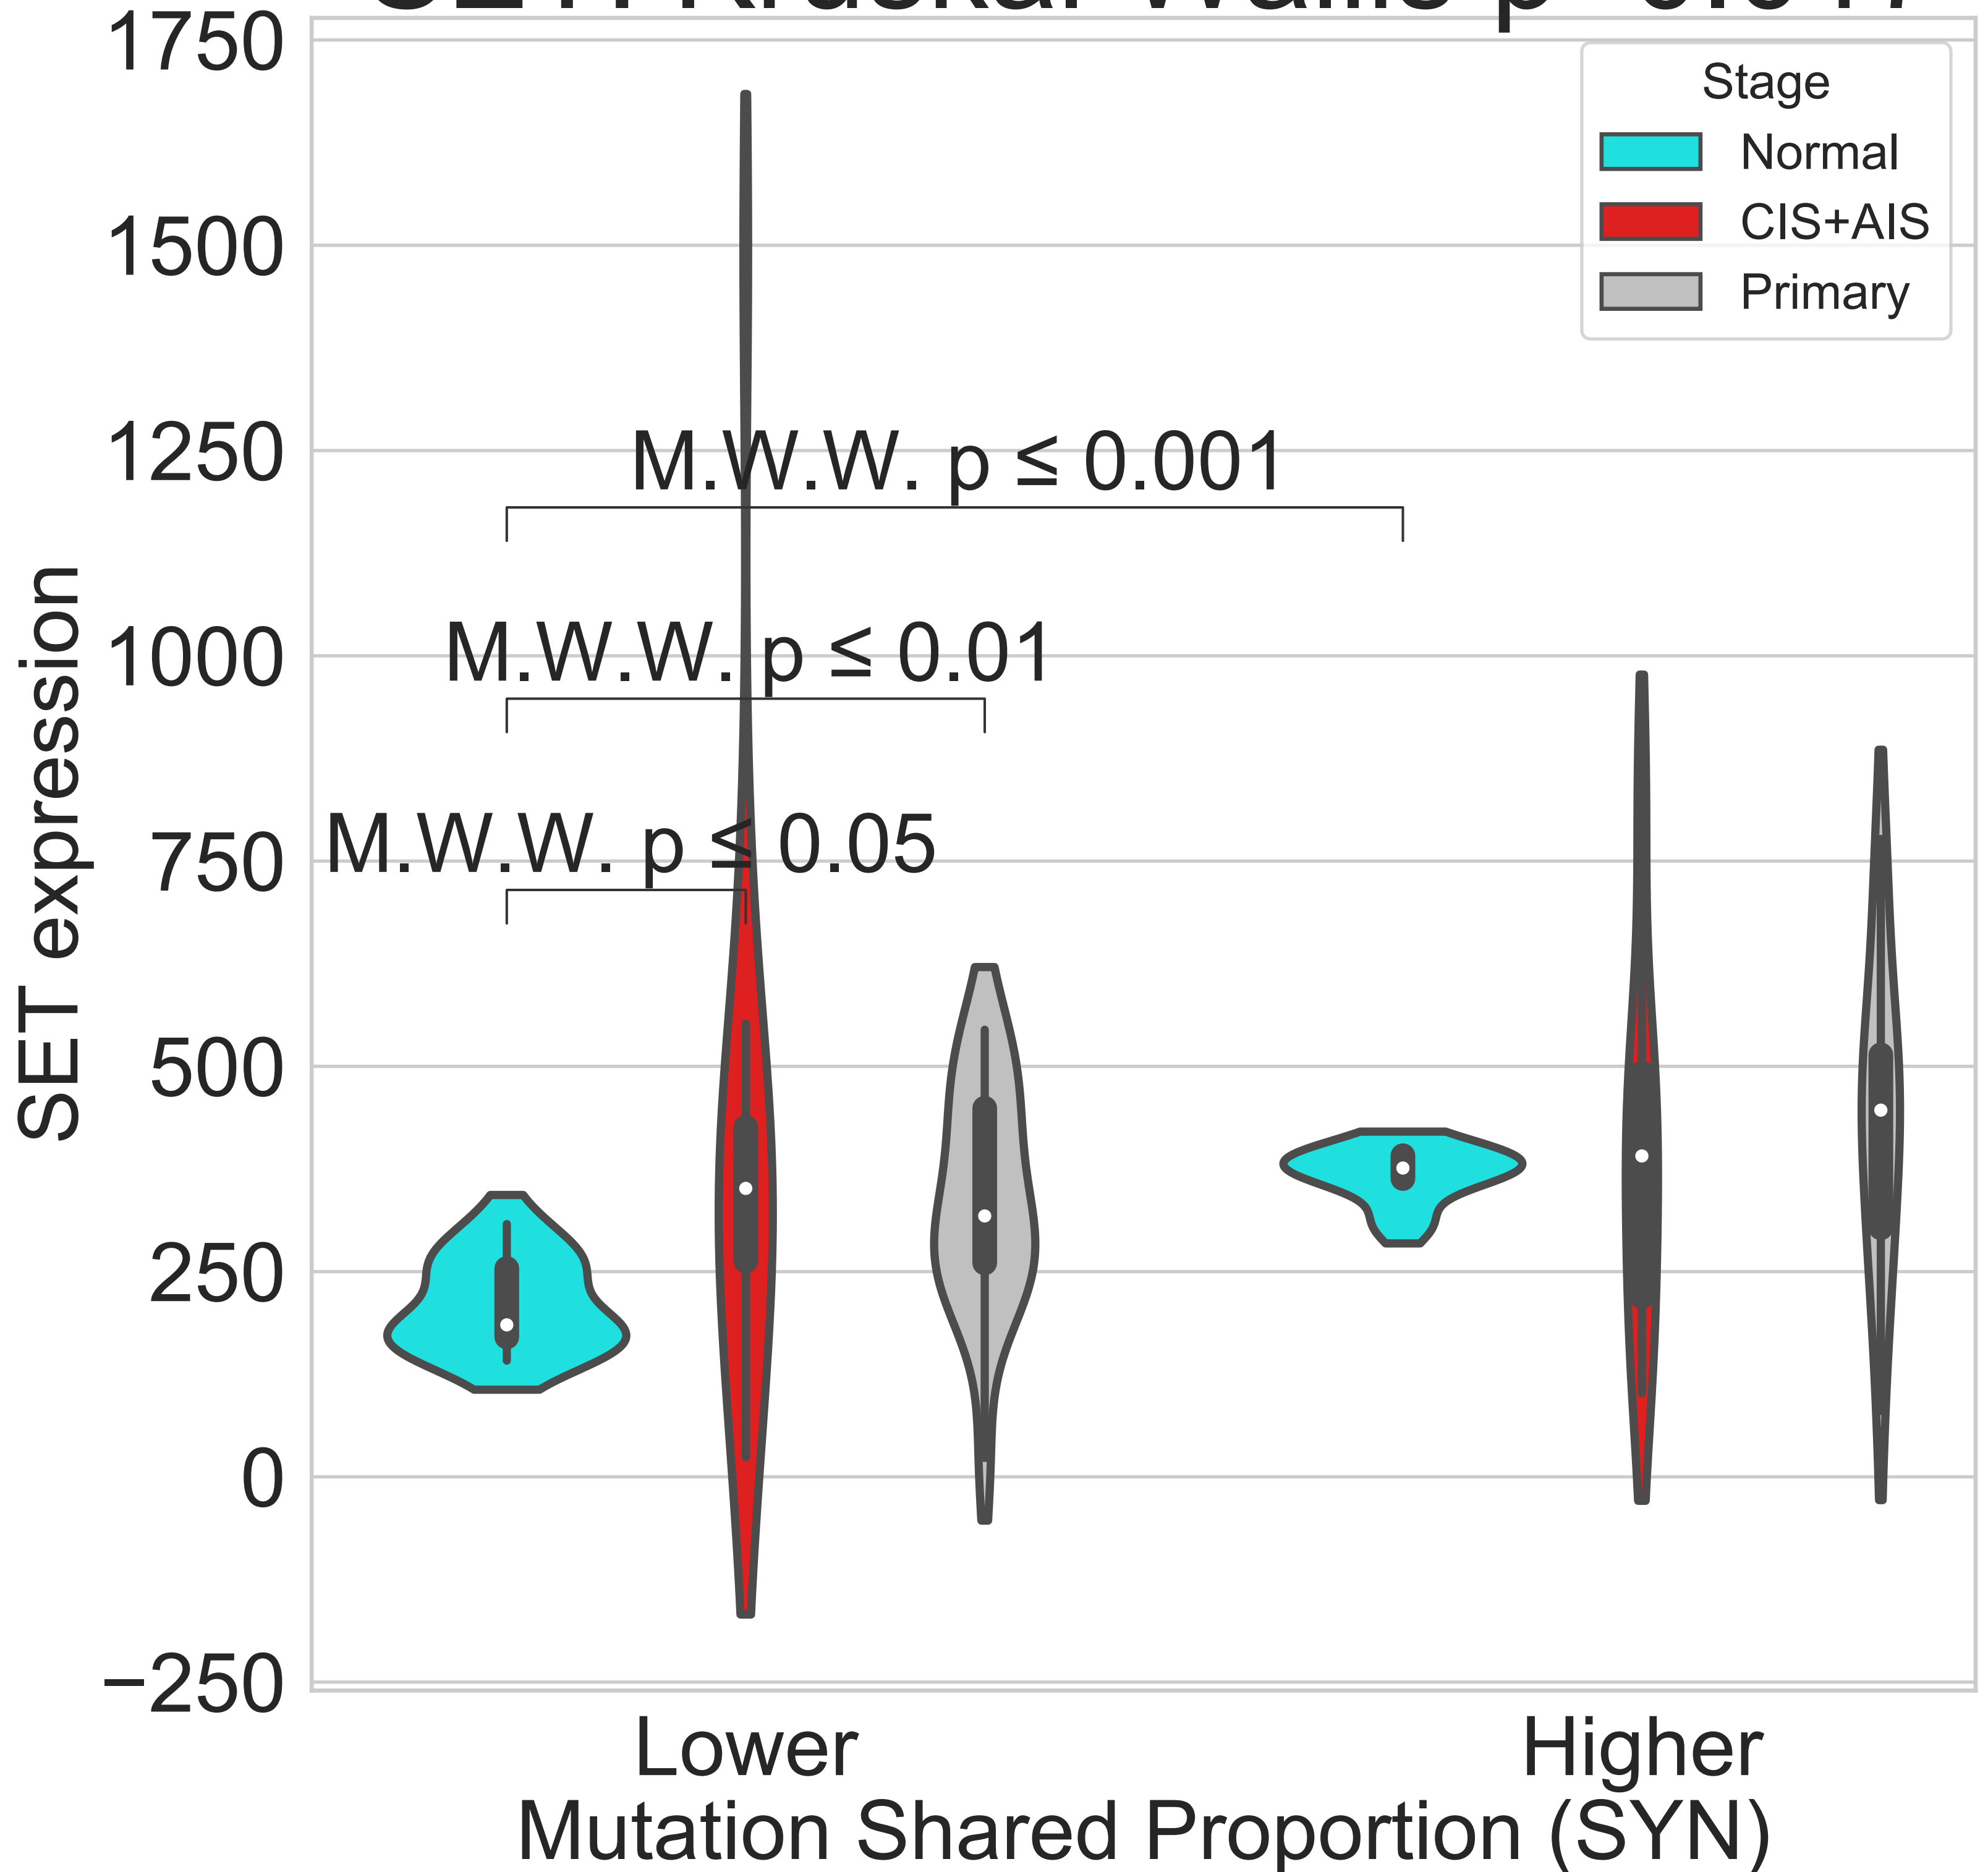 1750
1500
1250
1000
750
500
250
0
−250
SET expression
Stage
Normal
CIS+AIS
Primary
M.W.W. p ≤ 0.001
M.W.W. p ≤ 0.01
M.W.W. p ≤ 0.05
Lower
Higher
Mutation Shared Proportion (SYN)